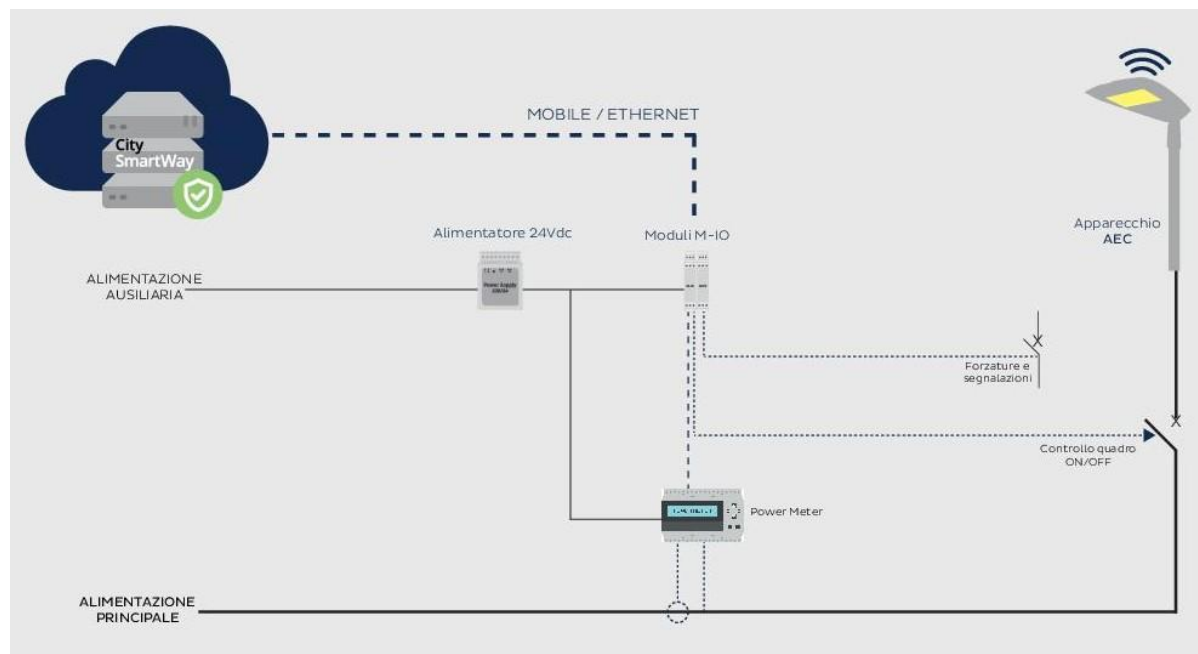 MOBILE / ETHERNET
City
SmartWay
Alimentatore 24Vdc
Moduli M-IO
Apparecchio
AEC
ALIMENTAZIONE
AUSILIARIA
Power Supply
Forzature e
segnalazioni
Controllo quadro
ON/OFF
Power Meter
ALIMENTAZIONE
PRINCIPALE